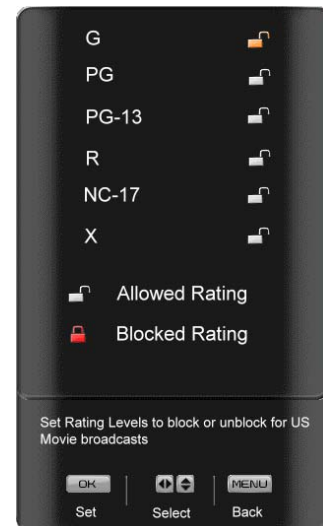 G
PG
PG-13
R
NC-17
X
Allowed Rating
Blocked Rating
Set Rating Levels to block or unblock for US
Movie broadcasts
OK MENU
Set Select Back